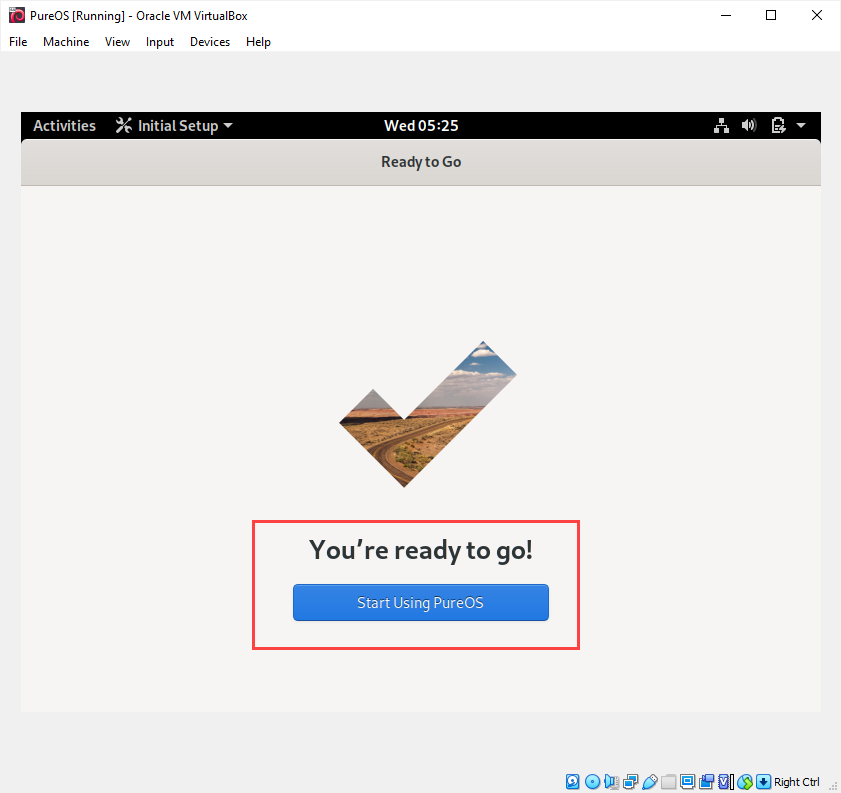 PureOS [Running] - Oracle VM VirtualBox
File Machine View Input Devices Help
Activities Initial Setup Wed 05:25
Ready to Go
You’re ready to go!
Start Using PureOS
Right Ctrl